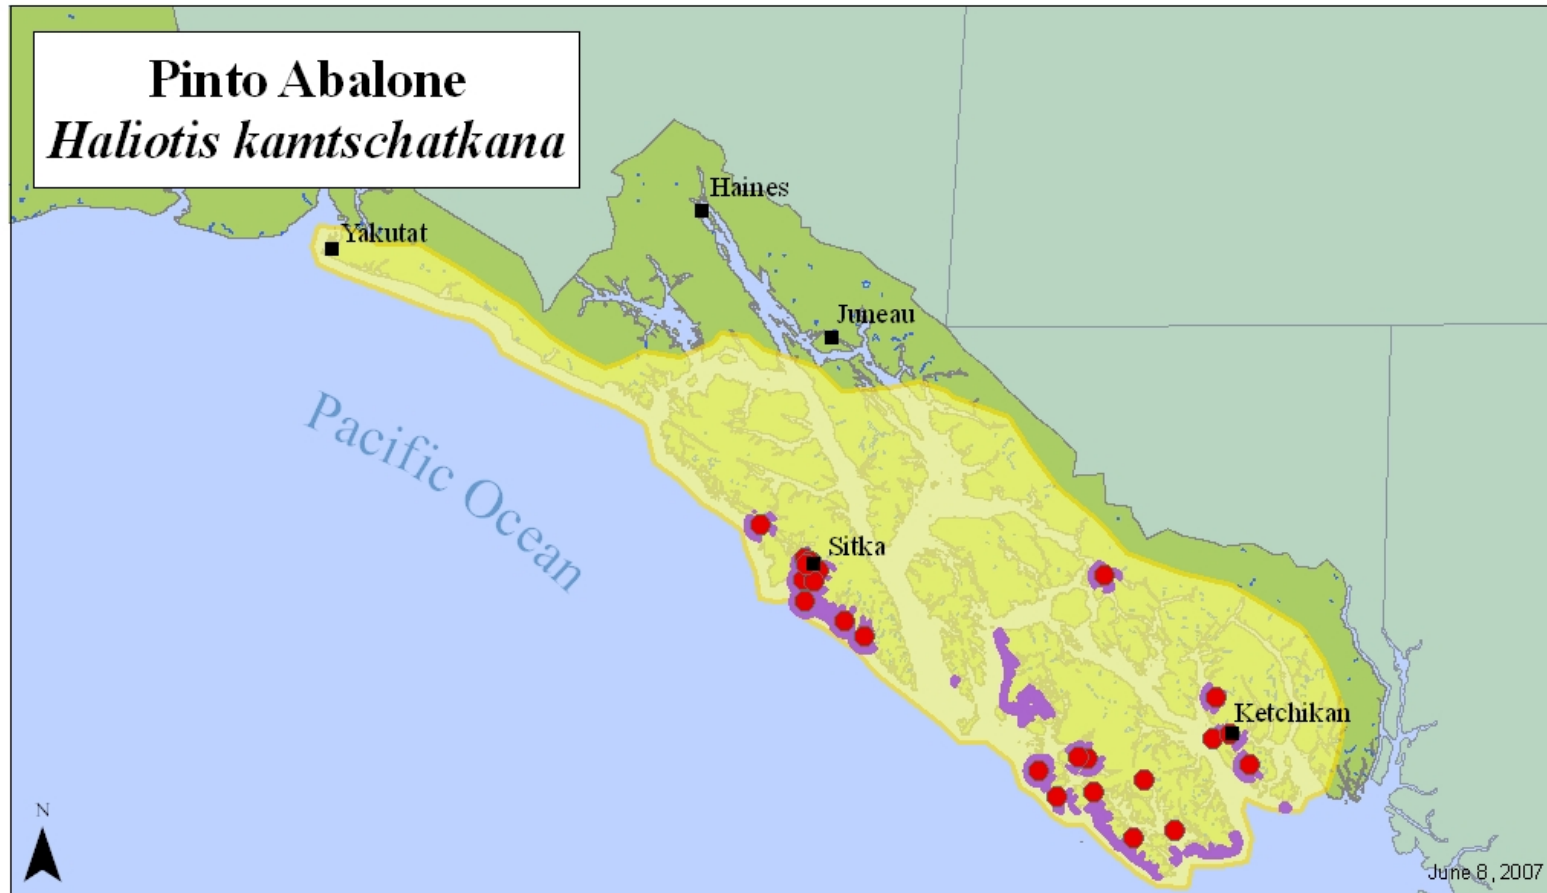 Pinto Abalone
Haliotis kamtschatkana
Haines
Yakutat
Juneau
Pacific Ocean
Sitka
Ketchikan
N
June 8, 2007